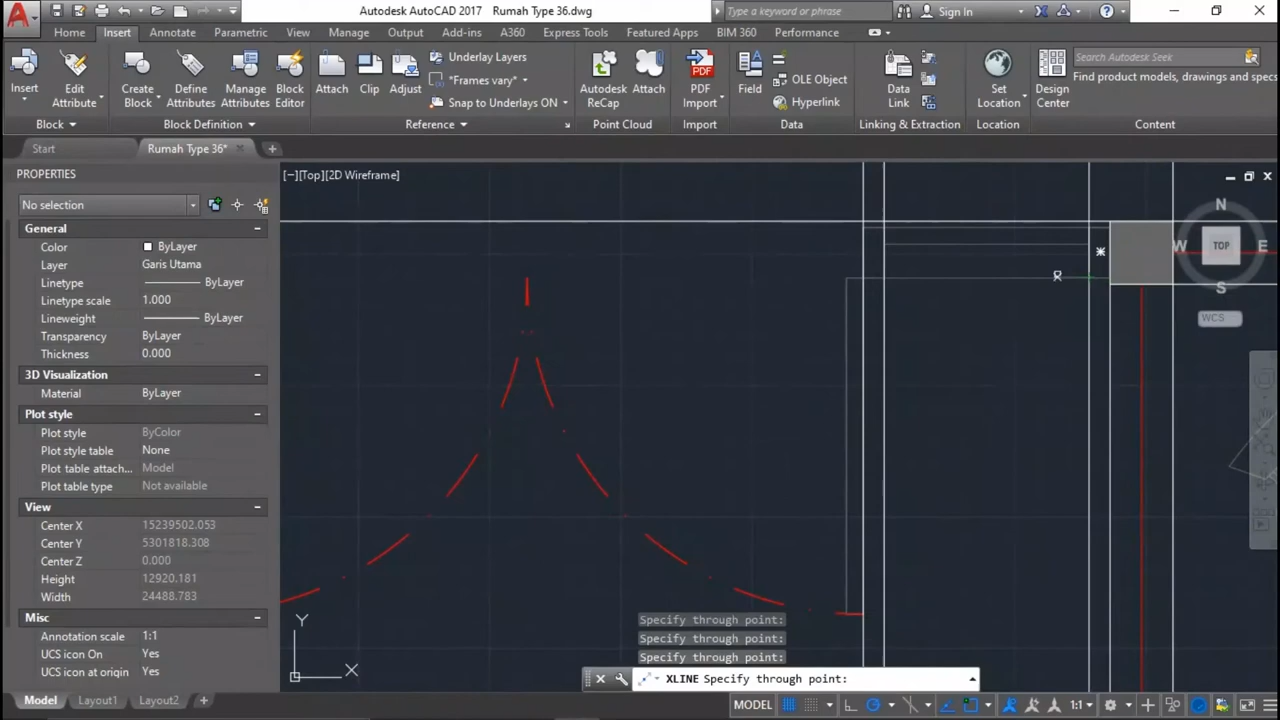 Autodesk AutoCAD 2017 Rumah Type 36.dwg
Type a keyword or phrase
Sign In
Home Insert Annotate Parametric View Manage Output Add-ins A360 Express Tools Featured Apps BIM 360 Performance
Insert
Edit Attribute
Create Block
Define Attributes
Manage Attributes
Block Editor
Attach
Clip
Adjust
Underlay Layers
*Frames vary*
Snap to Underlays ON
Autodesk ReCap
Attach
PDF Import
Field
OLE Object
Hyperlink
Data Link
Set Location
Design Center
Search Autodesk Seek
Find product models, drawings and specs
Block
Block Definition
Reference
Point Cloud
Import
Data
Linking & Extraction
Location
Content
Start
Rumah Type 36*
PROPERTIES
[−][Top][2D Wireframe]
No selection
General
Color ByLayer
Layer Garis Utama
Linetype ByLayer
Linetype scale 1.000
Lineweight ByLayer
Transparency ByLayer
Thickness 0.000
3D Visualization
Material ByLayer
Plot style
Plot style ByColor
Plot style table None
Plot table attach... Model
Plot table type Not available
View
Center X 15239502.053
Center Y 5301818.308
Center Z 0.000
Height 12920.181
Width 24488.783
Misc
Annotation scale 1:1
UCS icon On Yes
UCS icon at origin Yes
N
W TOP E
S
WCS
Y
X
Specify through point:
Specify through point:
Specify through point:
XLINE Specify through point:
Model Layout1 Layout2 +
MODEL
1:1